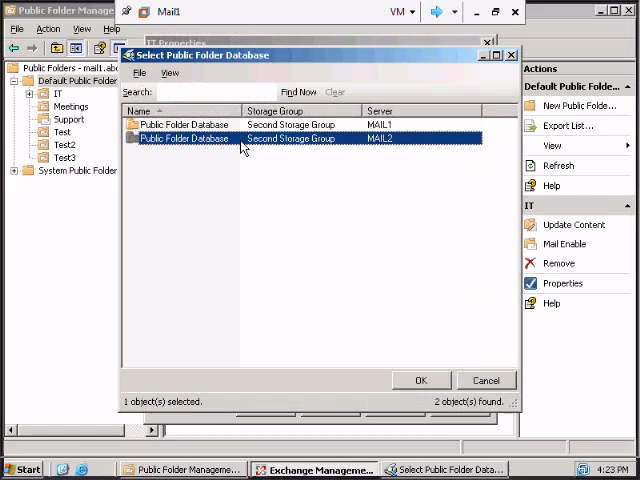 Public Folder Manag
Mail1
VM
File Action View Help
IT Properties
Select Public Folder Database
File View
Search: Find Now Clear
Name Storage Group Server
Public Folder Database Second Storage Group MAIL1
Public Folder Database Second Storage Group MAIL2
Public Folders - mail1.abc
Default Public Folder
IT
Meetings
Support
Test
Test2
Test3
System Public Folder
OK Cancel
1 object(s) selected. 2 object(s) found.
Actions
Default Public Folder...
New Public Folde...
Export List...
View
Refresh
Help
IT
Update Content
Mail Enable
Remove
Properties
Help
Start Public Folder Manageme... Exchange Manageme... Select Public Folder Data... 4:23 PM